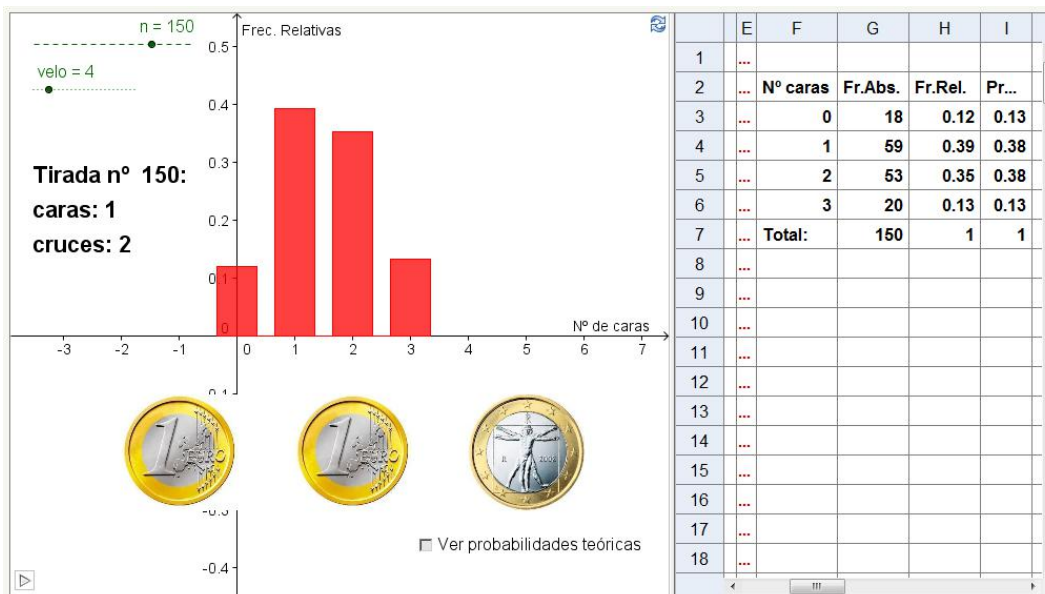 n = 150
velo = 4
Tirada nº 150:
caras: 1
cruces: 2
Frec. Relativas
0.5
0.4
0.3
0.2
0.1
0
Nº de caras
-3 -2 -1 0 1 2 3 4 5 6 7
-0.4
1 EURO
1 EURO
2002
Ver probabilidades teóricas
E F G H I
1 ...
2 ... Nº caras Fr.Abs. Fr.Rel. Pr...
3 ... 0 18 0.12 0.13
4 ... 1 59 0.39 0.38
5 ... 2 53 0.35 0.38
6 ... 3 20 0.13 0.13
7 ... Total: 150 1 1
8 ...
9 ...
10 ...
11 ...
12 ...
13 ...
14 ...
15 ...
16 ...
17 ...
18 ...